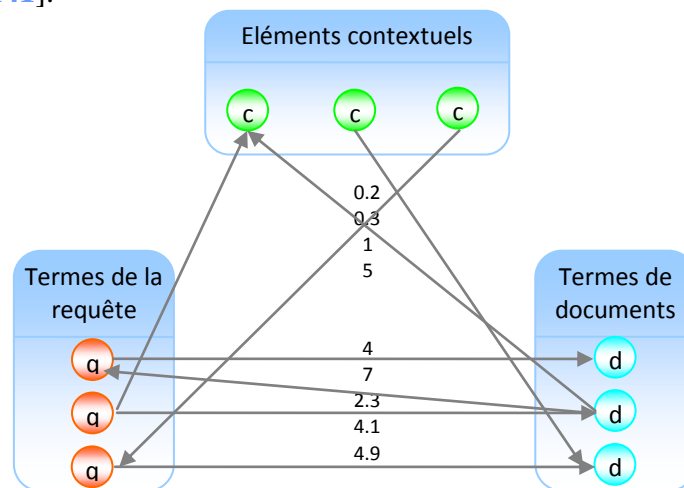 Eléments contextuels
c c c
0.2
0.3
1
5
Termes de la
requête
Termes de
documents
q 4 d
7
q 2.3 d
4.1
q 4.9 d